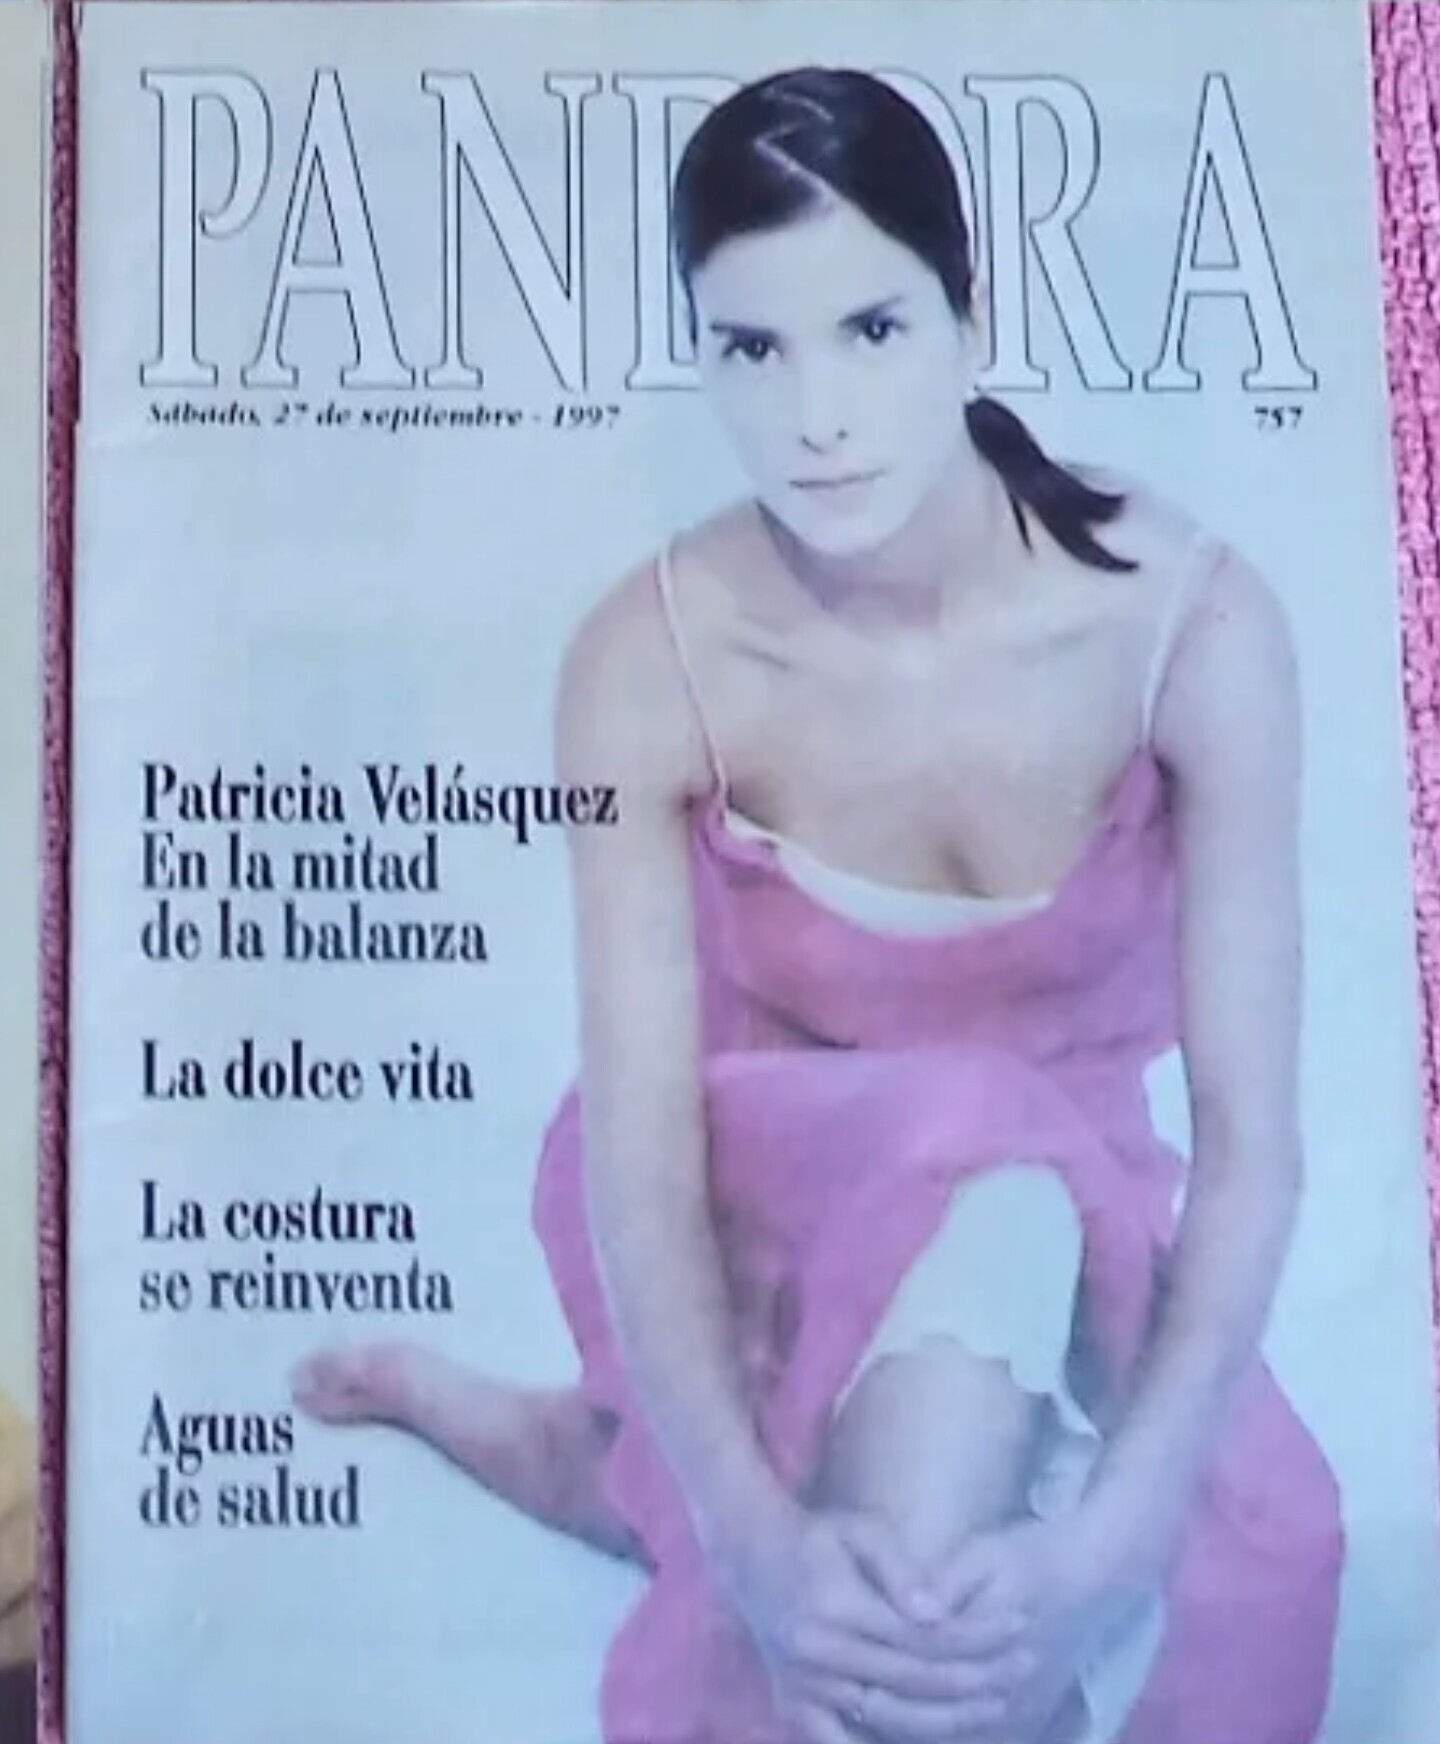 PANDORA
Sábado, 27 de septiembre - 1997
757
Patricia Velásquez
En la mitad
de la balanza
La dolce vita
La costura
se reinventa
Aguas
de salud